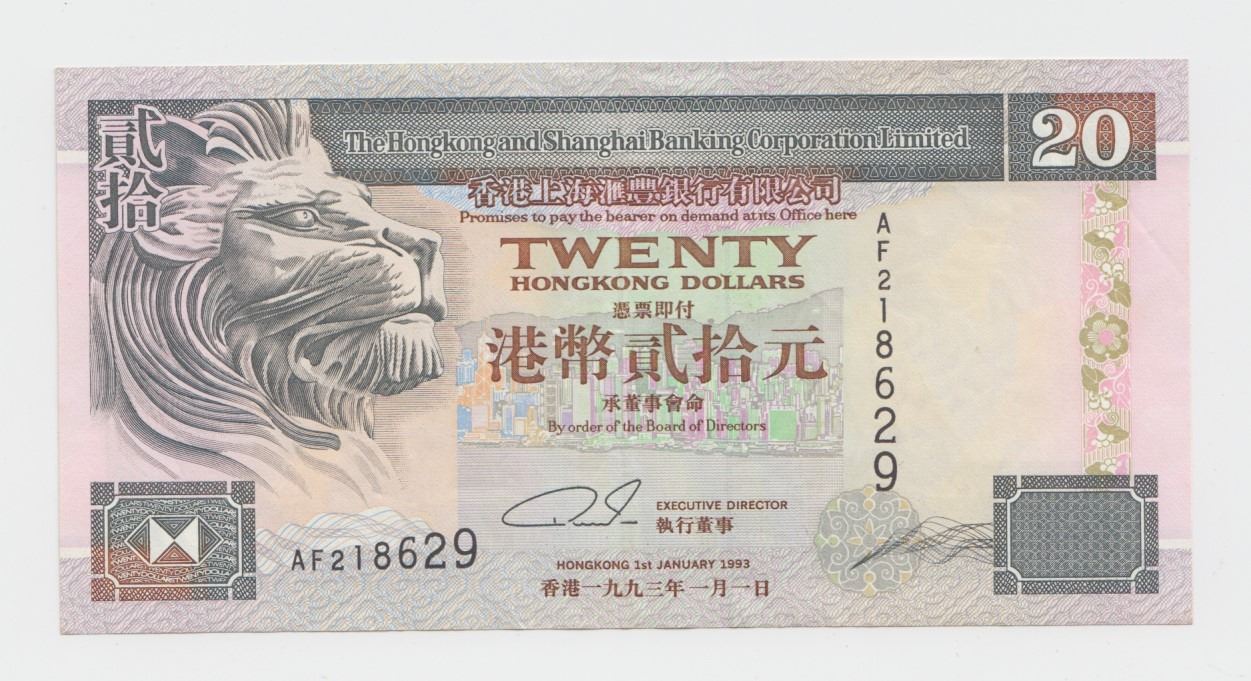 貳拾
The Hongkong and Shanghai Banking Corporation Limited
20
香港上海滙豐銀行有限公司
Promises to pay the bearer on demand at its Office here
TWENTY
HONGKONG DOLLARS
憑票即付
港幣貳拾元
承董事會命
By order of the Board of Directors
AF218629
EXECUTIVE DIRECTOR
執行董事
AF218629
HONGKONG 1st JANUARY 1993
香港一九九三年一月一日